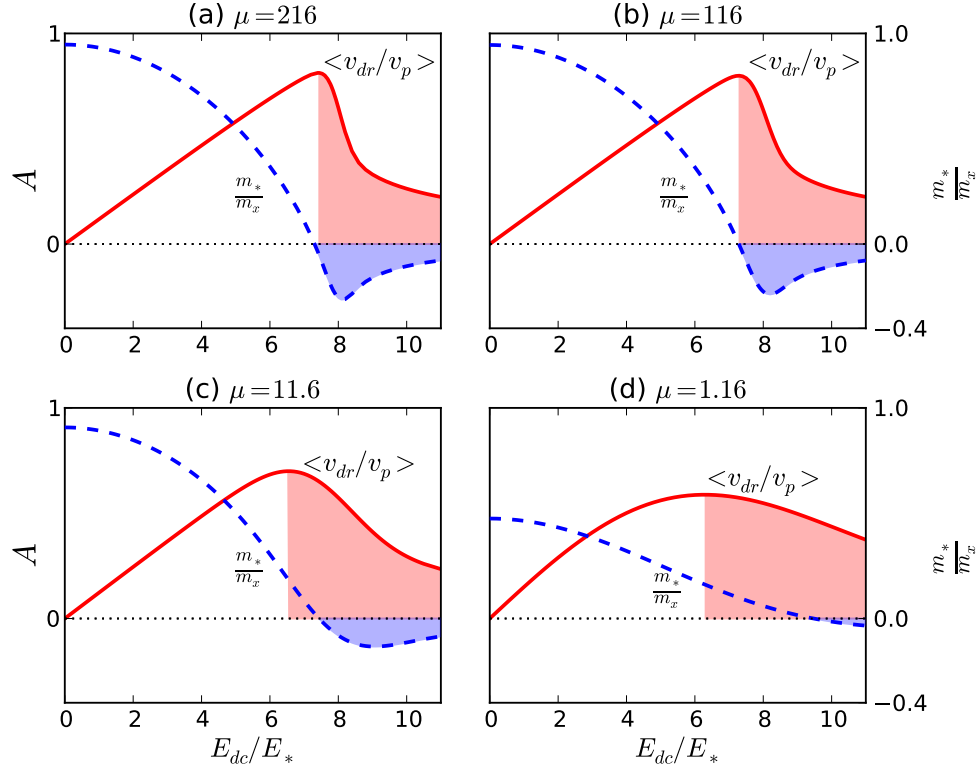 (a) μ=216
(b) μ=116
1
1.0
<v_dr/v_p>
<v_dr/v_p>
A
m_*/m_x
m_*/m_x
m_*/m_x
0
0.0
−0.4
0 2 4 6 8 10
0 2 4 6 8 10
(c) μ=11.6
(d) μ=1.16
1
1.0
<v_dr/v_p>
<v_dr/v_p>
A
m_*/m_x
m_*/m_x
m_*/m_x
0
0.0
−0.4
0 2 4 6 8 10
0 2 4 6 8 10
E_dc/E_*
E_dc/E_*